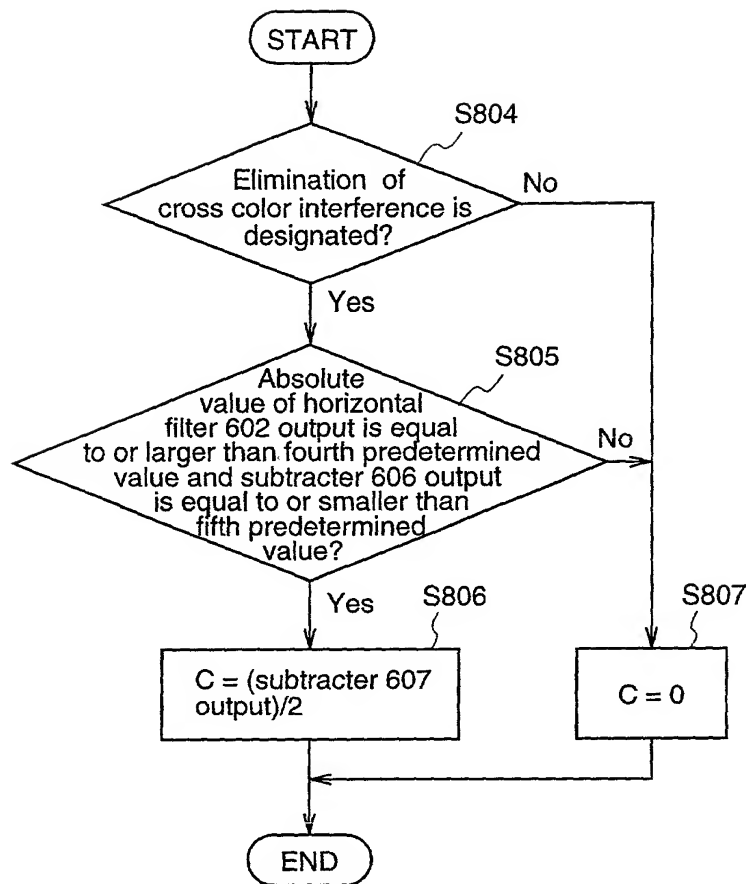 START
S804
Elimination of
cross color interference is
designated?
No
Yes
S805
Absolute
value of horizontal
filter 602 output is equal
to or larger than fourth predetermined
value and subtracter 606 output
is equal to or smaller than
fifth predetermined
value?
No
Yes
S806
C = (subtracter 607
output)/2
S807
C = 0
END